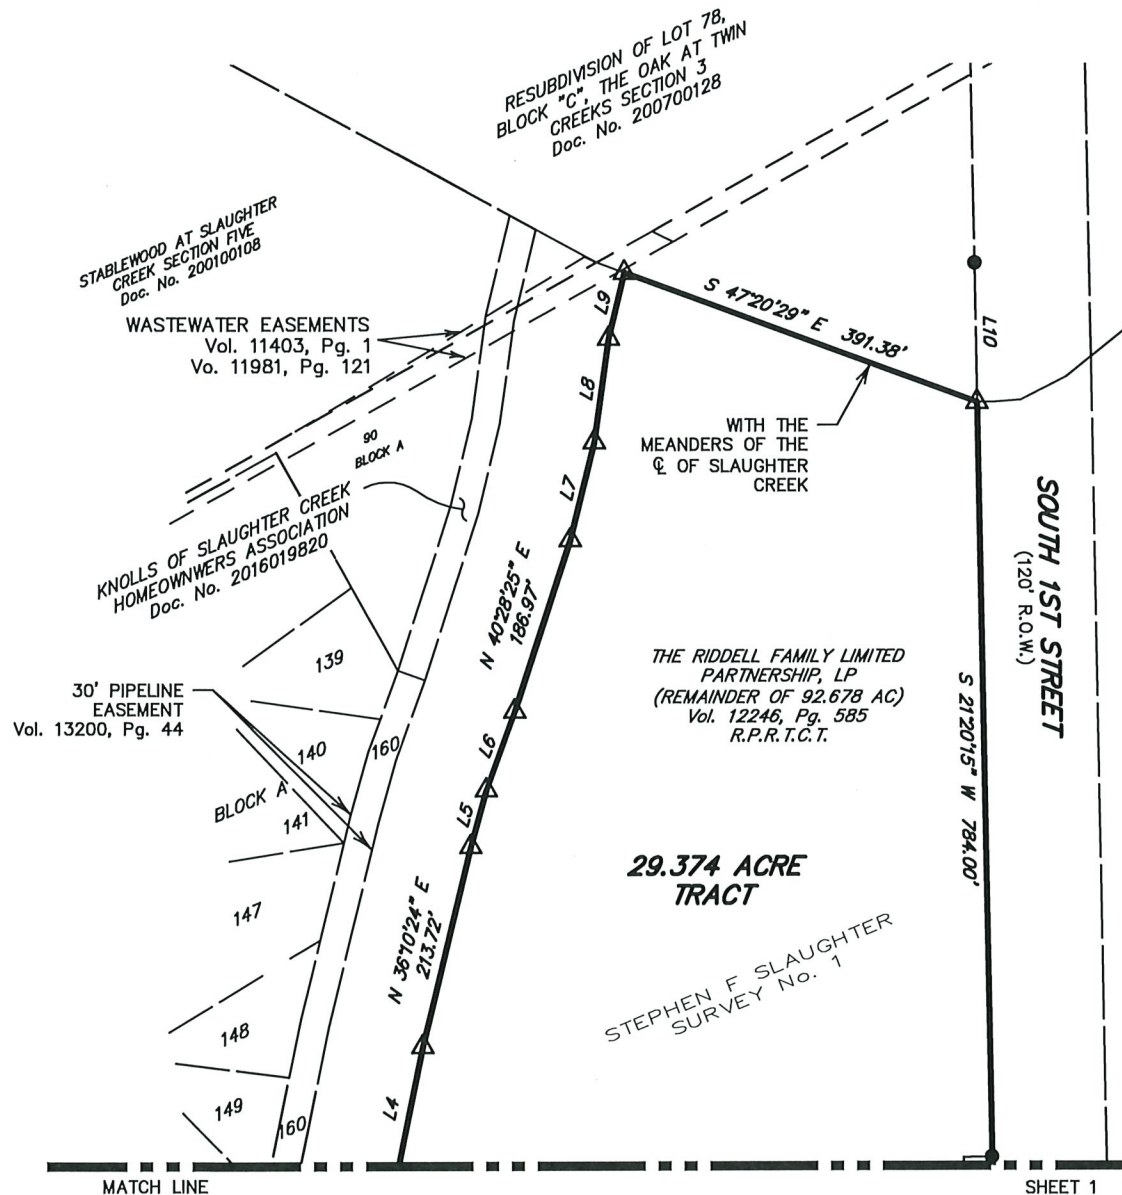 RESUBDIVISION OF LOT 78,
BLOCK "C", THE OAK AT TWIN
CREEKS SECTION 3
Doc. No. 200700128
STABLEWOOD AT SLAUGHTER
CREEK SECTION FIVE
Doc. No. 200100108
WASTEWATER EASEMENTS
Vol. 11403, Pg. 1
Vo. 11981, Pg. 121
L9
S 47°20'29" E 391.38'
L10
L8
WITH THE
MEANDERS OF THE
℄ OF SLAUGHTER
CREEK
90
BLOCK A
L7
KNOLLS OF SLAUGHTER CREEK
HOMEOWNWERS ASSOCIATION
Doc. No. 2016019820
SOUTH 1ST STREET
(120' R.O.W.)
N 40°28'25" E
186.97'
139
THE RIDDELL FAMILY LIMITED
PARTNERSHIP, LP
(REMAINDER OF 92.678 AC)
Vol. 12246, Pg. 585
R.P.R.T.C.T.
30' PIPELINE
EASEMENT
Vol. 13200, Pg. 44
S 21°20'15" W 784.00'
140
160
L6
BLOCK A
141
L5
29.374 ACRE
TRACT
147
N 36°10'24" E
213.72'
STEPHEN F SLAUGHTER
SURVEY No. 1
148
149
160
L4
MATCH LINE
SHEET 1